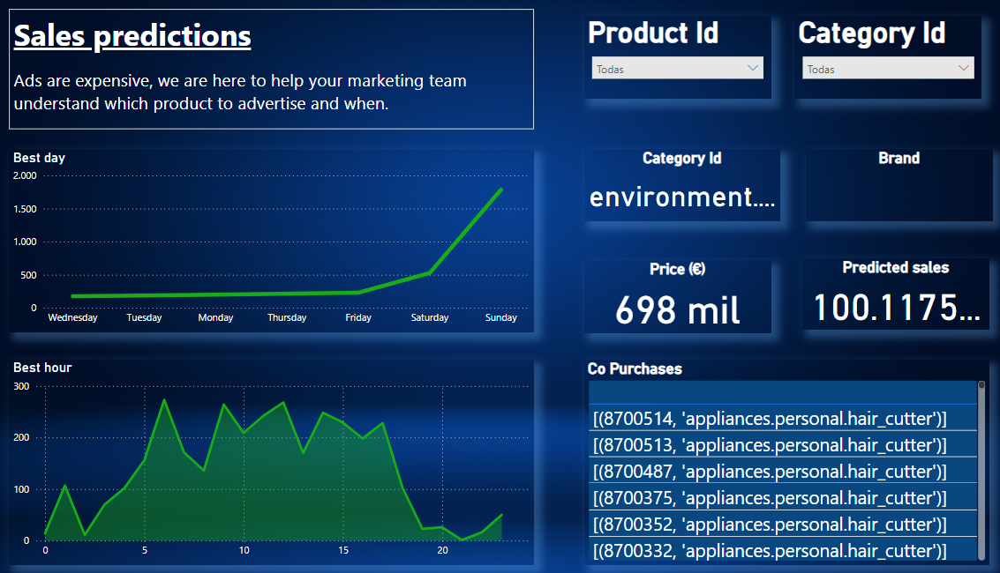 Sales predictions
Ads are expensive, we are here to help your marketing team
understand which product to advertise and when.
Product Id
Todas
Category Id
Todas
Best day
2.000
1.500
1.000
500
0
Wednesday Tuesday Monday Thursday Friday Saturday Sunday
Category Id
environment....
Brand
Price (€)
698 mil
Predicted sales
100.1175...
Best hour
300
200
100
0
0 5 10 15 20
Co Purchases
[(8700514, 'appliances.personal.hair_cutter')]
[(8700513, 'appliances.personal.hair_cutter')]
[(8700487, 'appliances.personal.hair_cutter')]
[(8700375, 'appliances.personal.hair_cutter')]
[(8700352, 'appliances.personal.hair_cutter')]
[(8700332, 'appliances.personal.hair_cutter')]